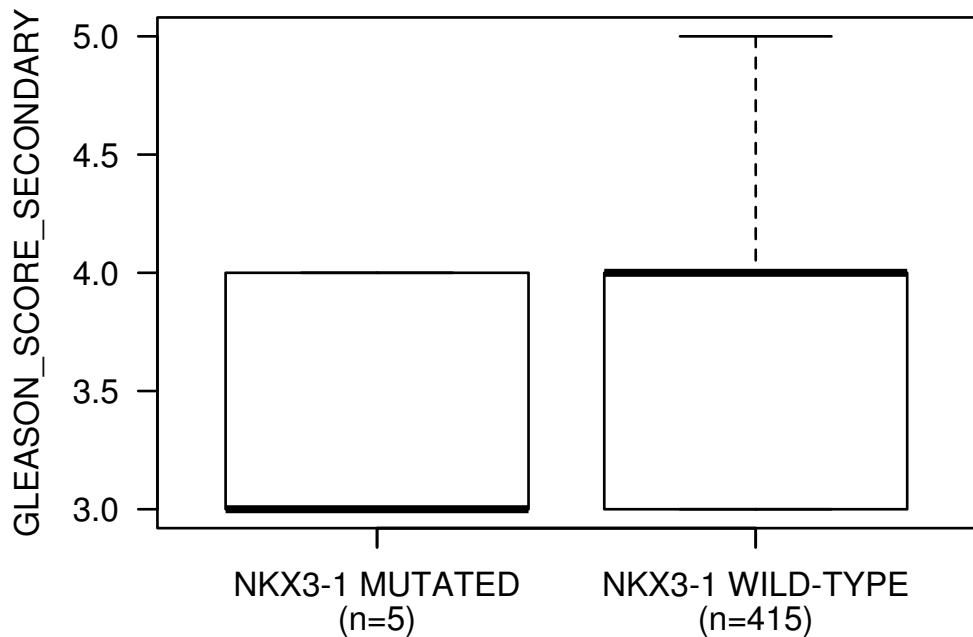 GLEASON_SCORE_SECONDARY
5.0
4.5
4.0
3.5
3.0
NKX3-1 MUTATED
(n=5)
NKX3-1 WILD-TYPE
(n=415)